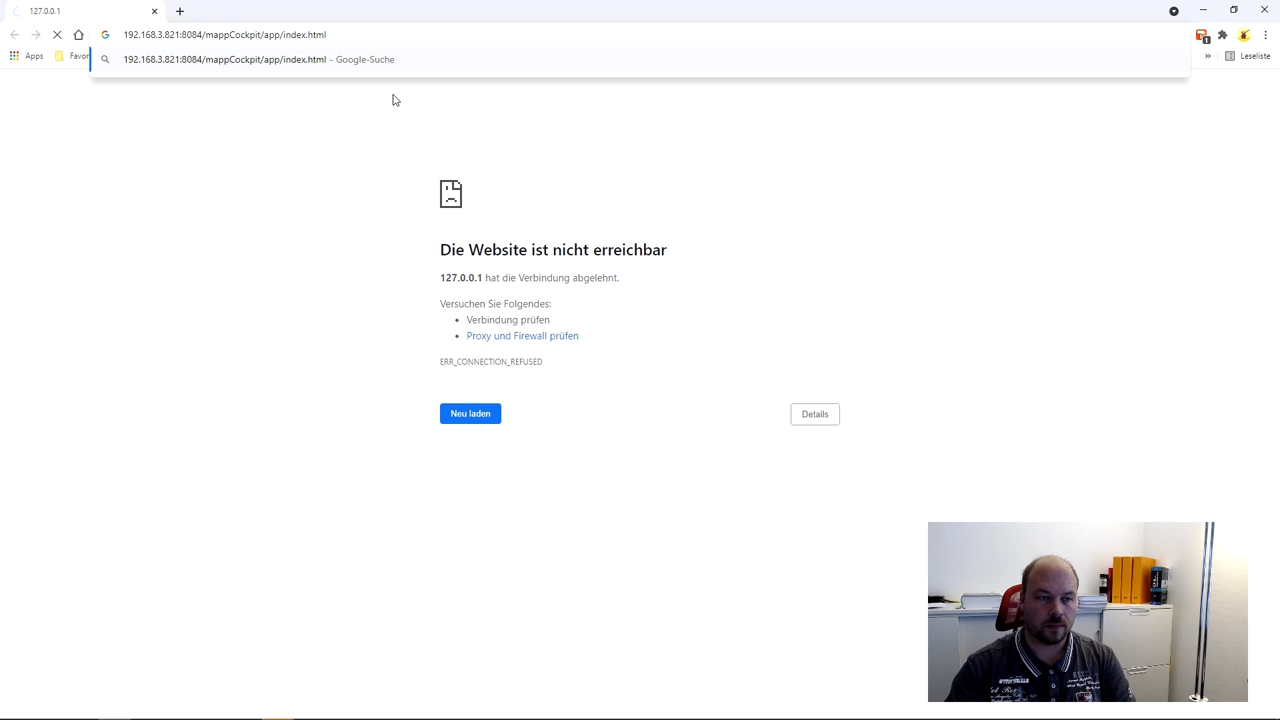 127.0.0.1
192.168.3.821:8084/mappCockpit/app/index.html
Apps
Favor
192.168.3.821:8084/mappCockpit/app/index.html - Google-Suche
1
»
Leseliste
Die Website ist nicht erreichbar
127.0.0.1 hat die Verbindung abgelehnt.
Versuchen Sie Folgendes:
• Verbindung prüfen
• Proxy und Firewall prüfen
ERR_CONNECTION_REFUSED
Neu laden
Details